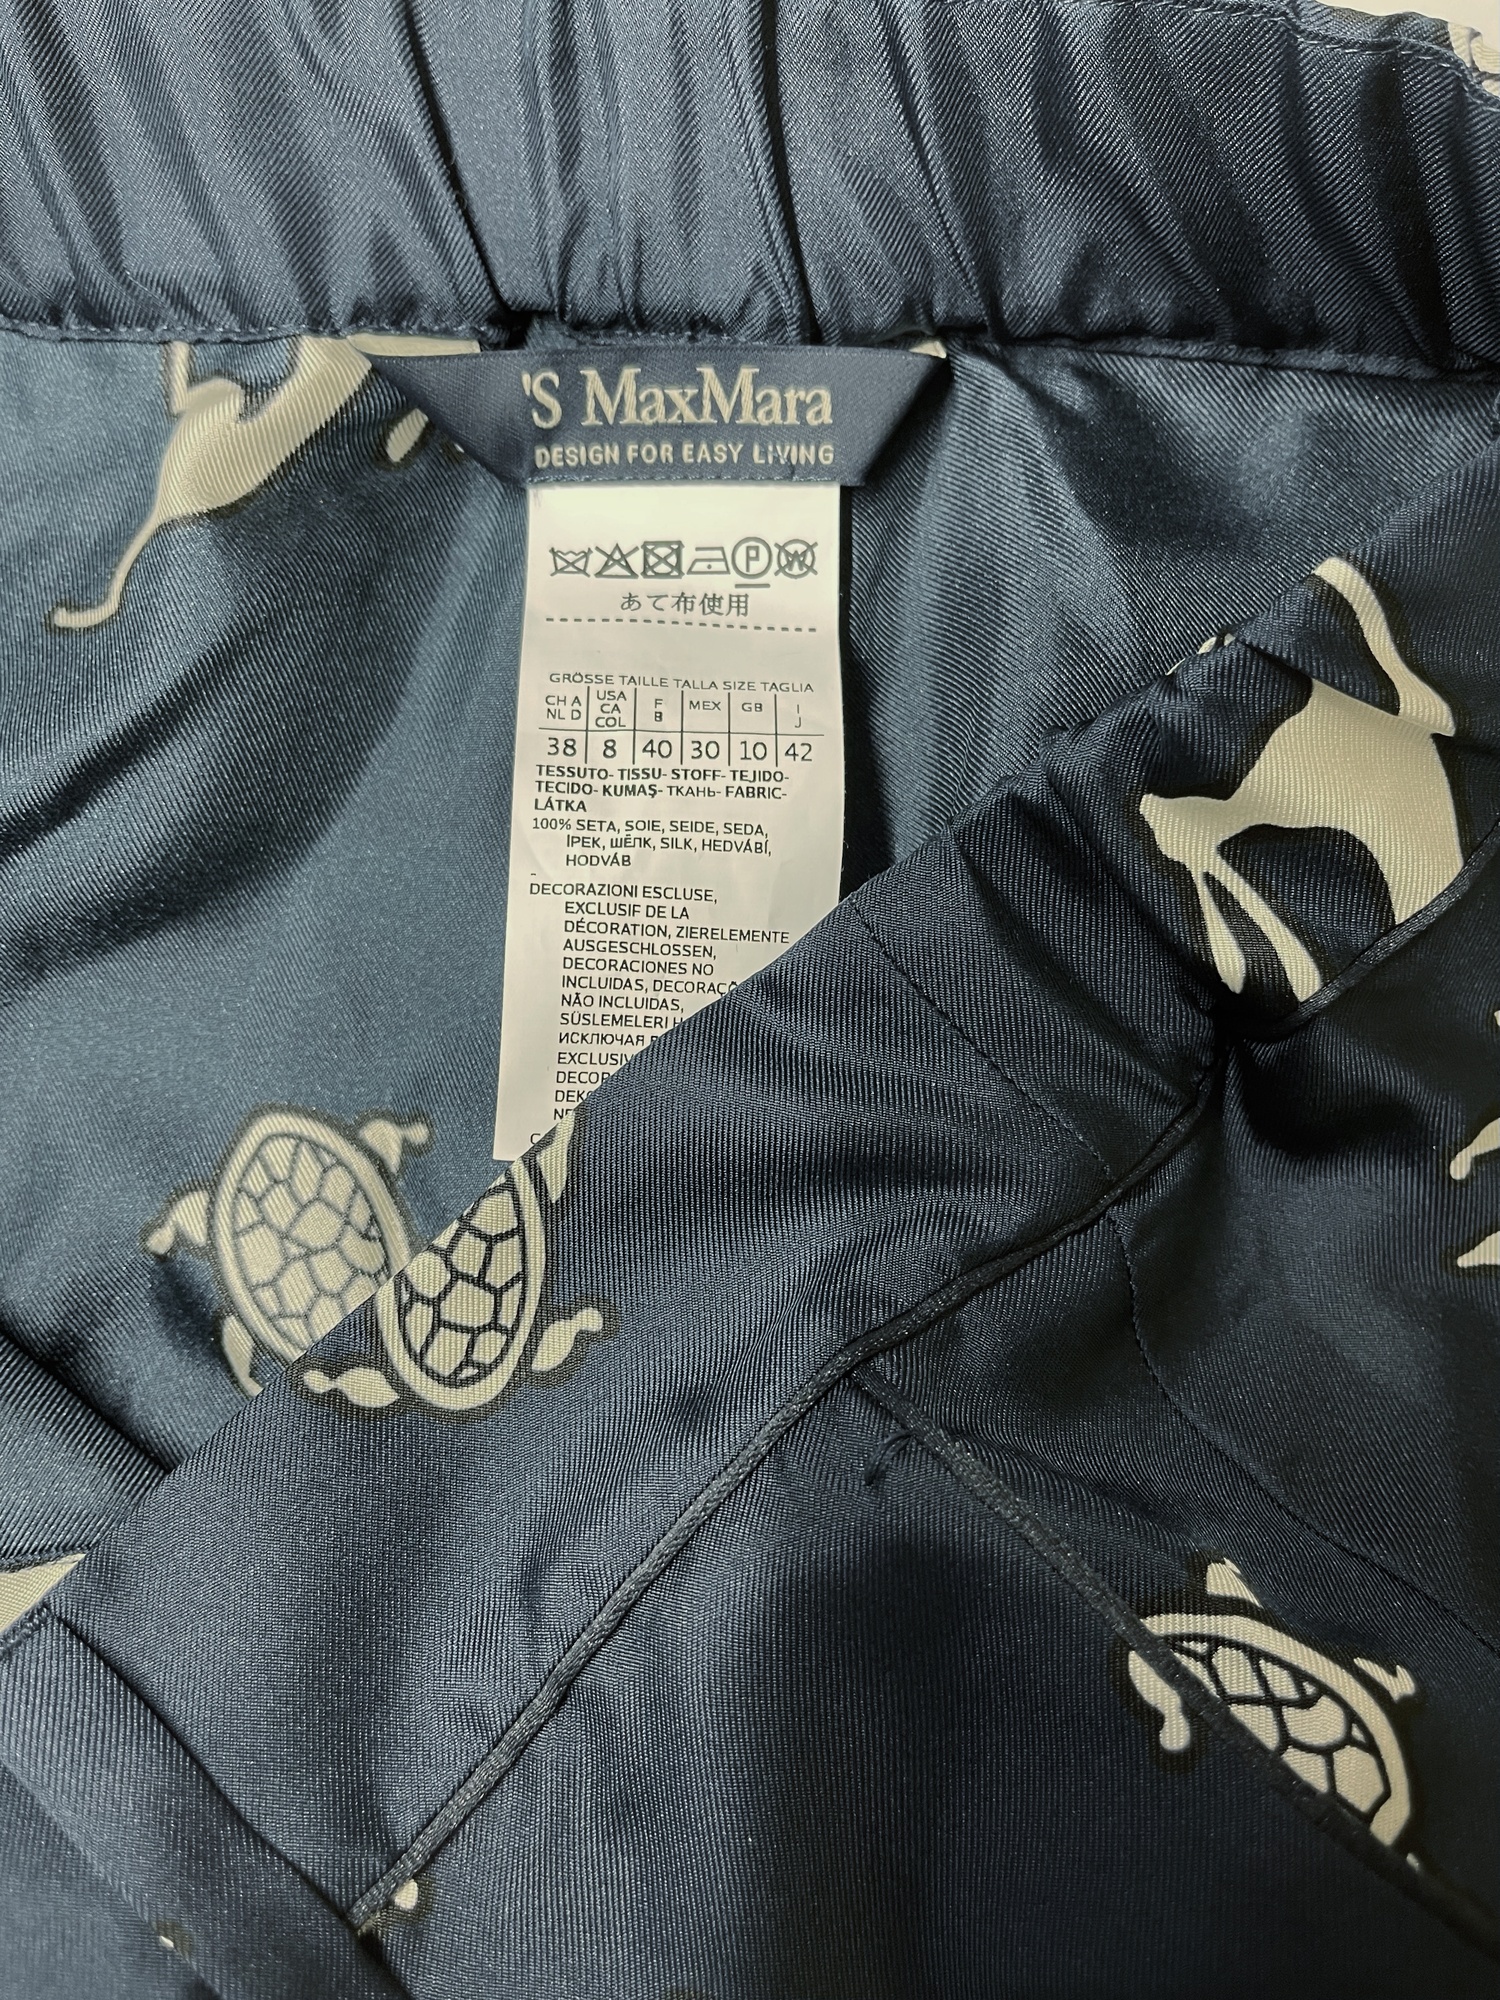 'S MaxMara
DESIGN FOR EASY LIVING
P W
あて布使用
GRÖSSE TAILLE TALLA SIZE TAGLIA
CH A NL D USA CA COL F B MEX GB I J
38 8 40 30 10 42
TESSUTO- TISSU- STOFF- TEJIDO-
TECIDO- KUMAŞ- ТКАНЬ- FABRIC-
LÁTKA
100% SETA, SOIE, SEIDE, SEDA,
İPEK, ШЁЛК, SILK, HEDVÁBÍ,
HODVÁB
DECORAZIONI ESCLUSE,
EXCLUSIF DE LA
DÉCORATION, ZIERELEMENTE
AUSGESCHLOSSEN,
DECORACIONES NO
INCLUIDAS,
NÃO INCLUIDAS,
SÜSLEMELERI
ИСКЛЮЧАЯ